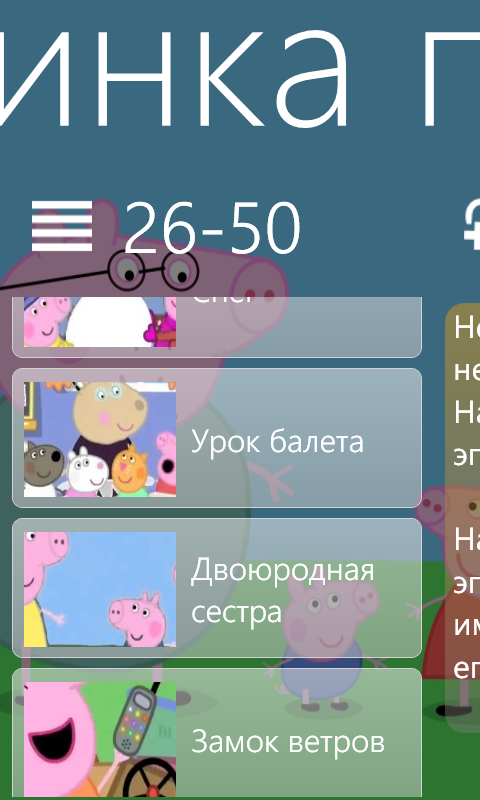 инка п
26-50
Снег
Урок балета
Двоюродная
сестра
Замок ветров
Не
не
На
эп
На
эп
им
ег